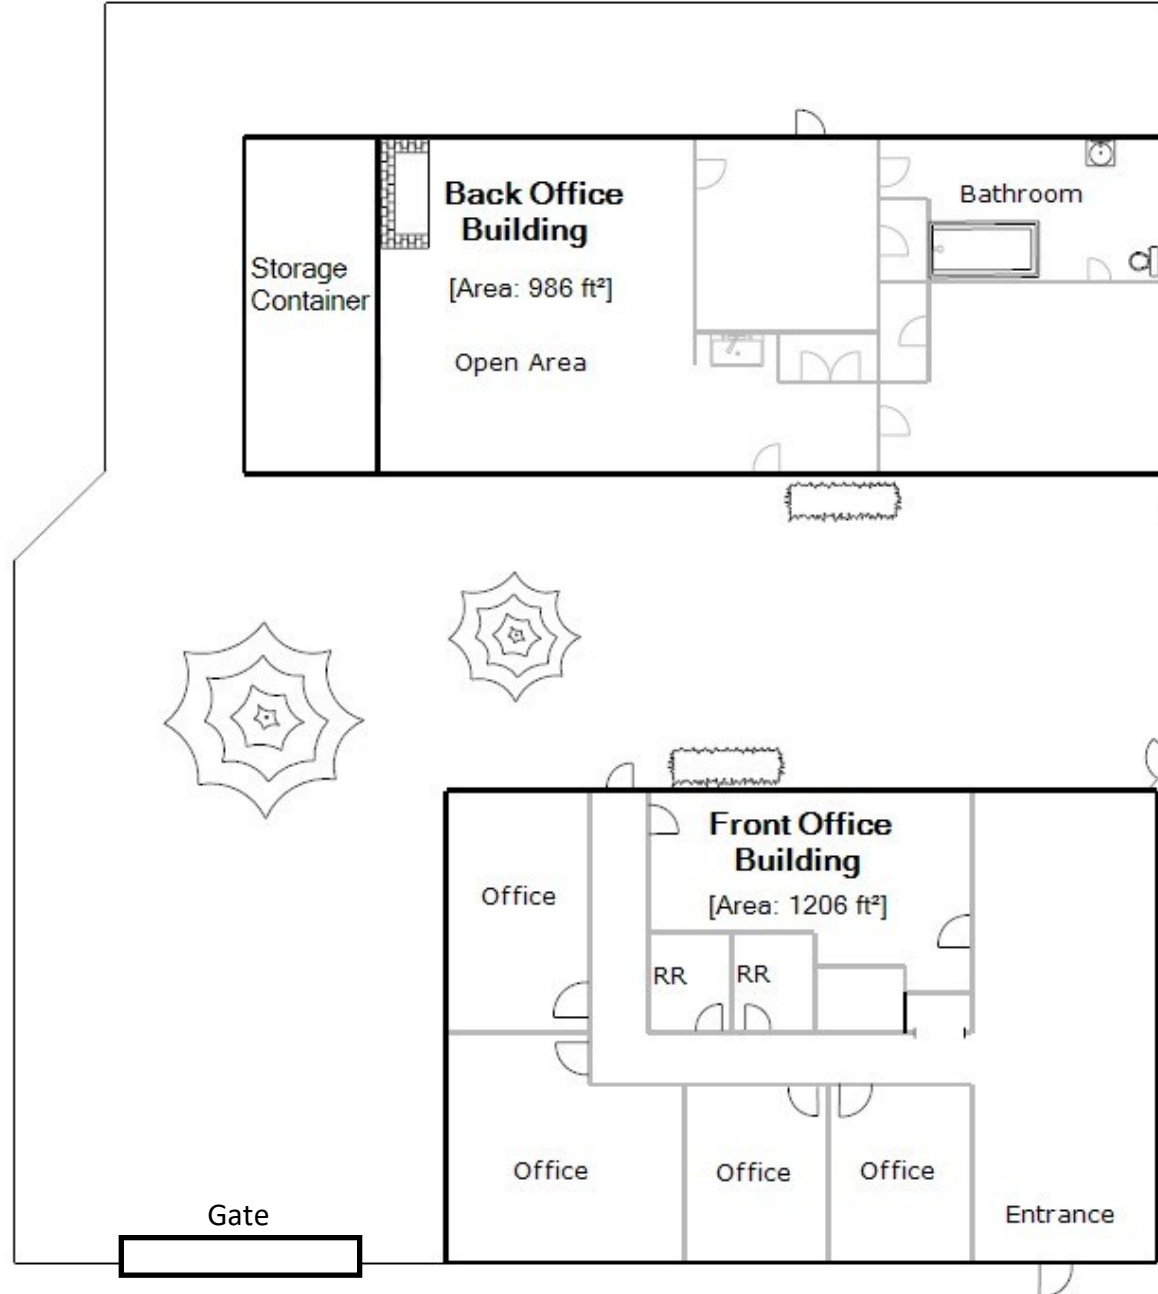 Back Office
Building
[Area: 986 ft²]
Open Area
Storage
Container
Bathroom
Front Office
Building
[Area: 1206 ft²]
Office
RR
RR
Office
Office
Office
Entrance
Gate